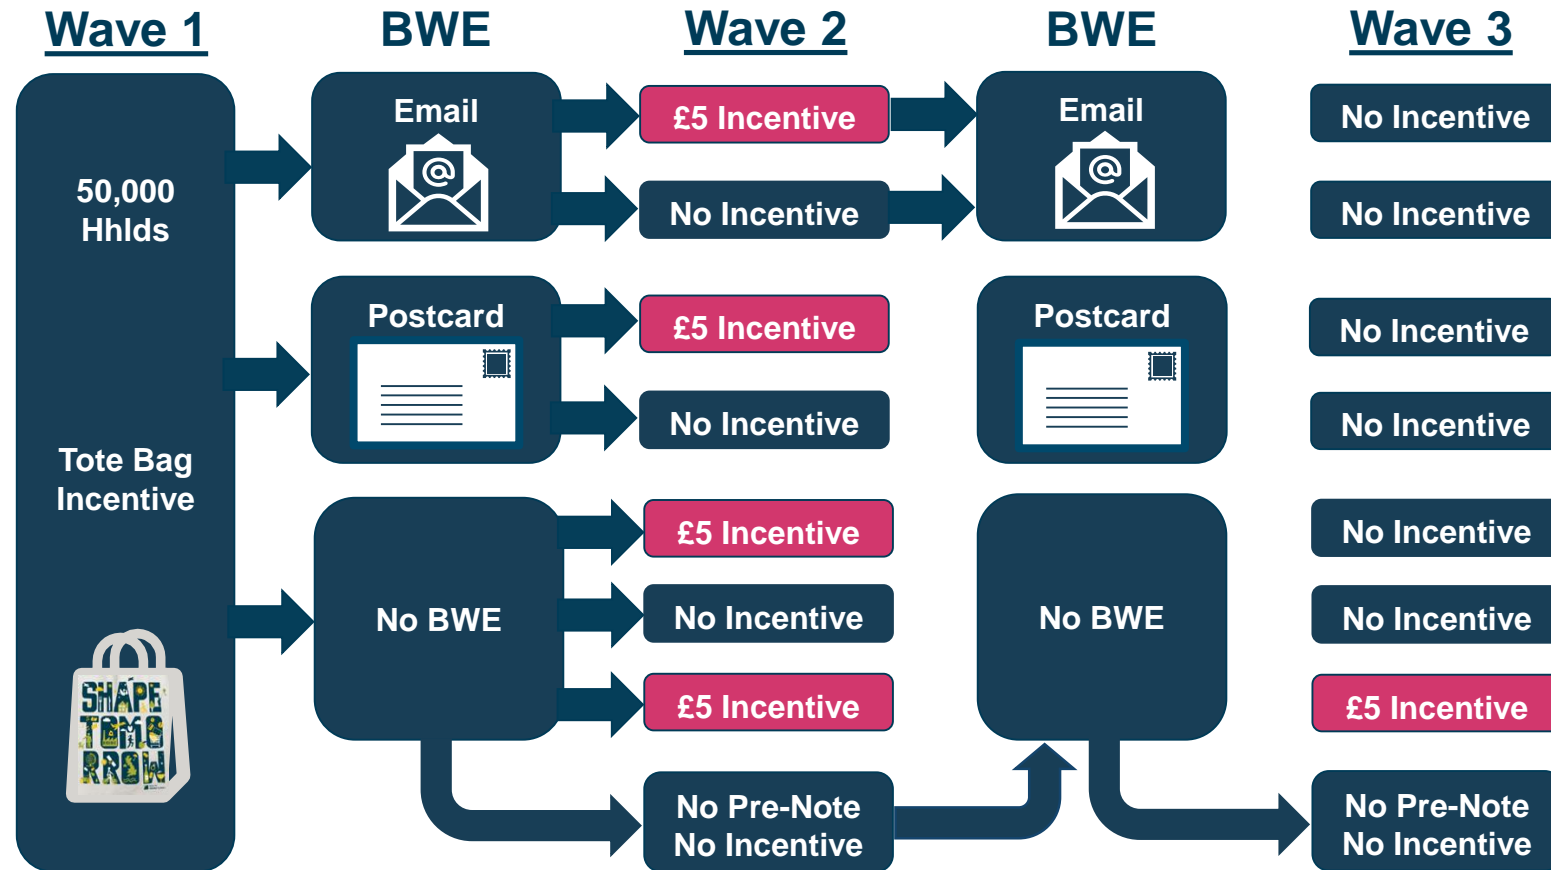 Wave 1
BWE
Wave 2
BWE
Wave 3
50,000
Hhlds
Tote Bag
Incentive
SHAPE
TOMO
RROW
Email
@
£5 Incentive
No Incentive
Email
@
No Incentive
No Incentive
Postcard
£5 Incentive
No Incentive
Postcard
No Incentive
No Incentive
No BWE
£5 Incentive
No Incentive
£5 Incentive
No Pre-Note
No Incentive
No BWE
No Incentive
No Incentive
£5 Incentive
No Pre-Note
No Incentive